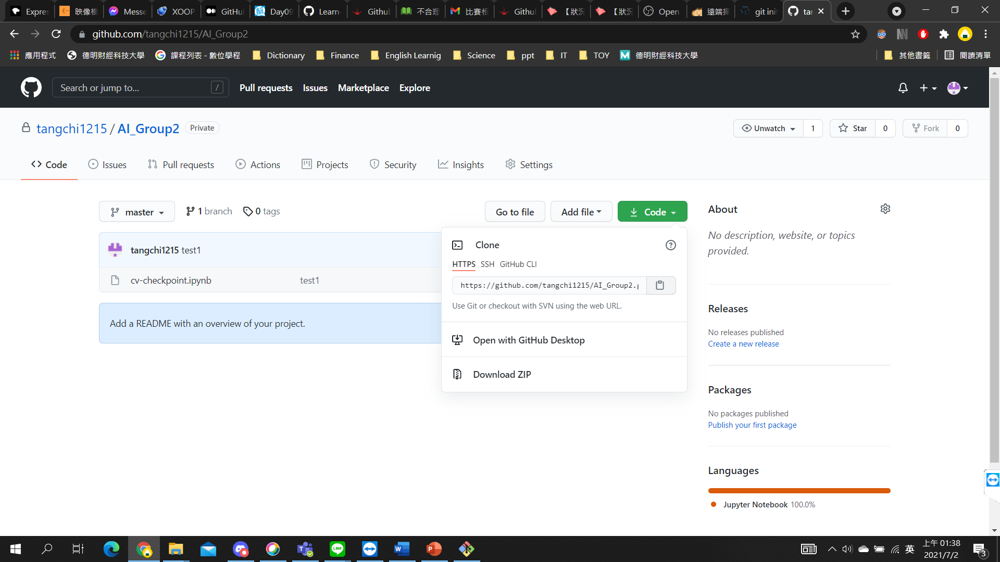 Expres
映像檔
Messe
XOOP
GitHu
Day09
Learn
Githu
不合理
比賽相
Githu
【狀況
【狀況
Open
遠端操
git ini
tar
github.com/tangchi1215/AI_Group2
應用程式
德明財經科技大學
課程列表 - 數位學程
Dictionary
Finance
English Learnig
Science
ppt
IT
TOY
德明財經科技大學
其他書籤
閱讀清單
Search or jump to...
/
Pull requests
Issues
Marketplace
Explore
tangchi1215 / AI_Group2
Private
Unwatch
1
Star
0
Fork
0
Code
Issues
Pull requests
Actions
Projects
Security
Insights
Settings
master
1 branch
0 tags
Go to file
Add file
Code
About
No description, website, or topics
provided.
tangchi1215 test1
cv-checkpoint.ipynb
test1
Add a README with an overview of your project.
Clone
HTTPS
SSH
GitHub CLI
https://github.com/tangchi1215/AI_Group2.g
Use Git or checkout with SVN using the web URL.
Open with GitHub Desktop
Download ZIP
Releases
No releases published
Create a new release
Packages
No packages published
Publish your first package
Languages
Jupyter Notebook 100.0%
英
上午 01:38
2021/7/2
3